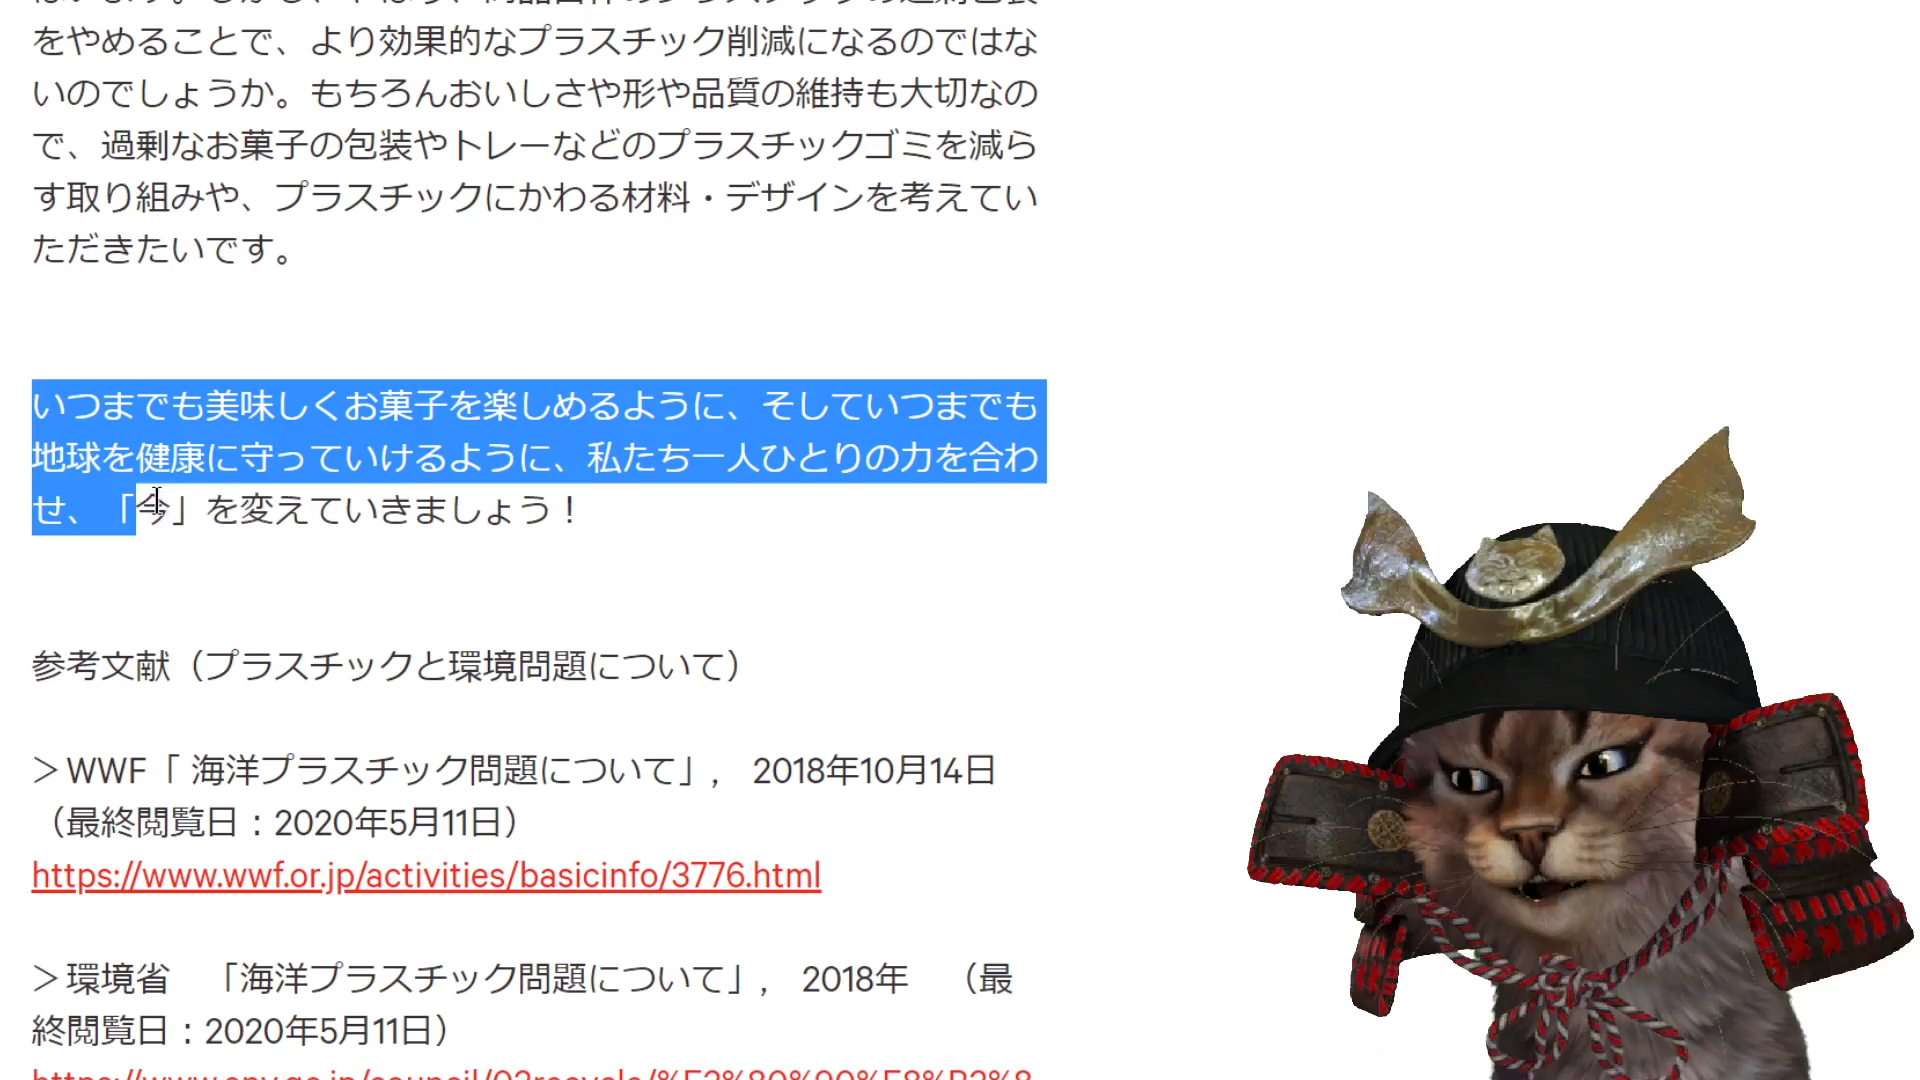 をやめることで、より効果的なプラスチック削減になるのではな
いのでしょうか。もちろんおいしさや形や品質の維持も大切なの
で、過剰なお菓子の包装やトレーなどのプラスチックゴミを減ら
す取り組みや、プラスチックにかわる材料・デザインを考えてい
ただきたいです。
いつまでも美味しくお菓子を楽しめるように、そしていつまでも
地球を健康に守っていけるように、私たち一人ひとりの力を合わ
せ、「今」を変えていきましょう！
参考文献（プラスチックと環境問題について）
＞WWF「 海洋プラスチック問題について」, 2018年10月14日
（最終閲覧日：2020年5月11日）
https://www.wwf.or.jp/activities/basicinfo/3776.html
＞環境省　「海洋プラスチック問題について」, 2018年　（最
終閲覧日：2020年5月11日）